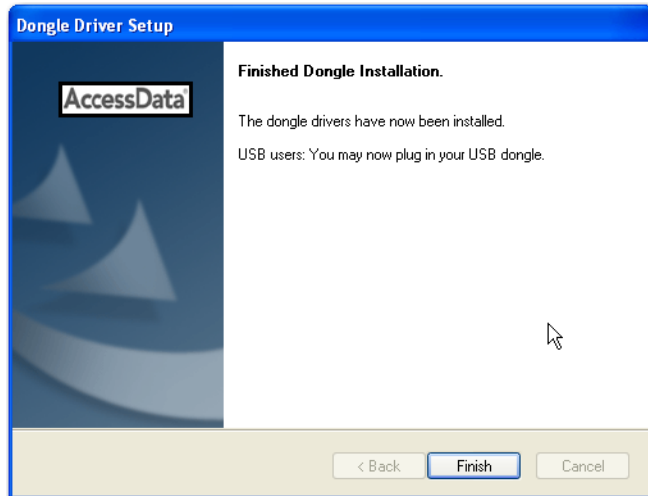 Dongle Driver Setup
AccessData®
Finished Dongle Installation.
The dongle drivers have now been installed.
USB users: You may now plug in your USB dongle.
< Back
Finish
Cancel